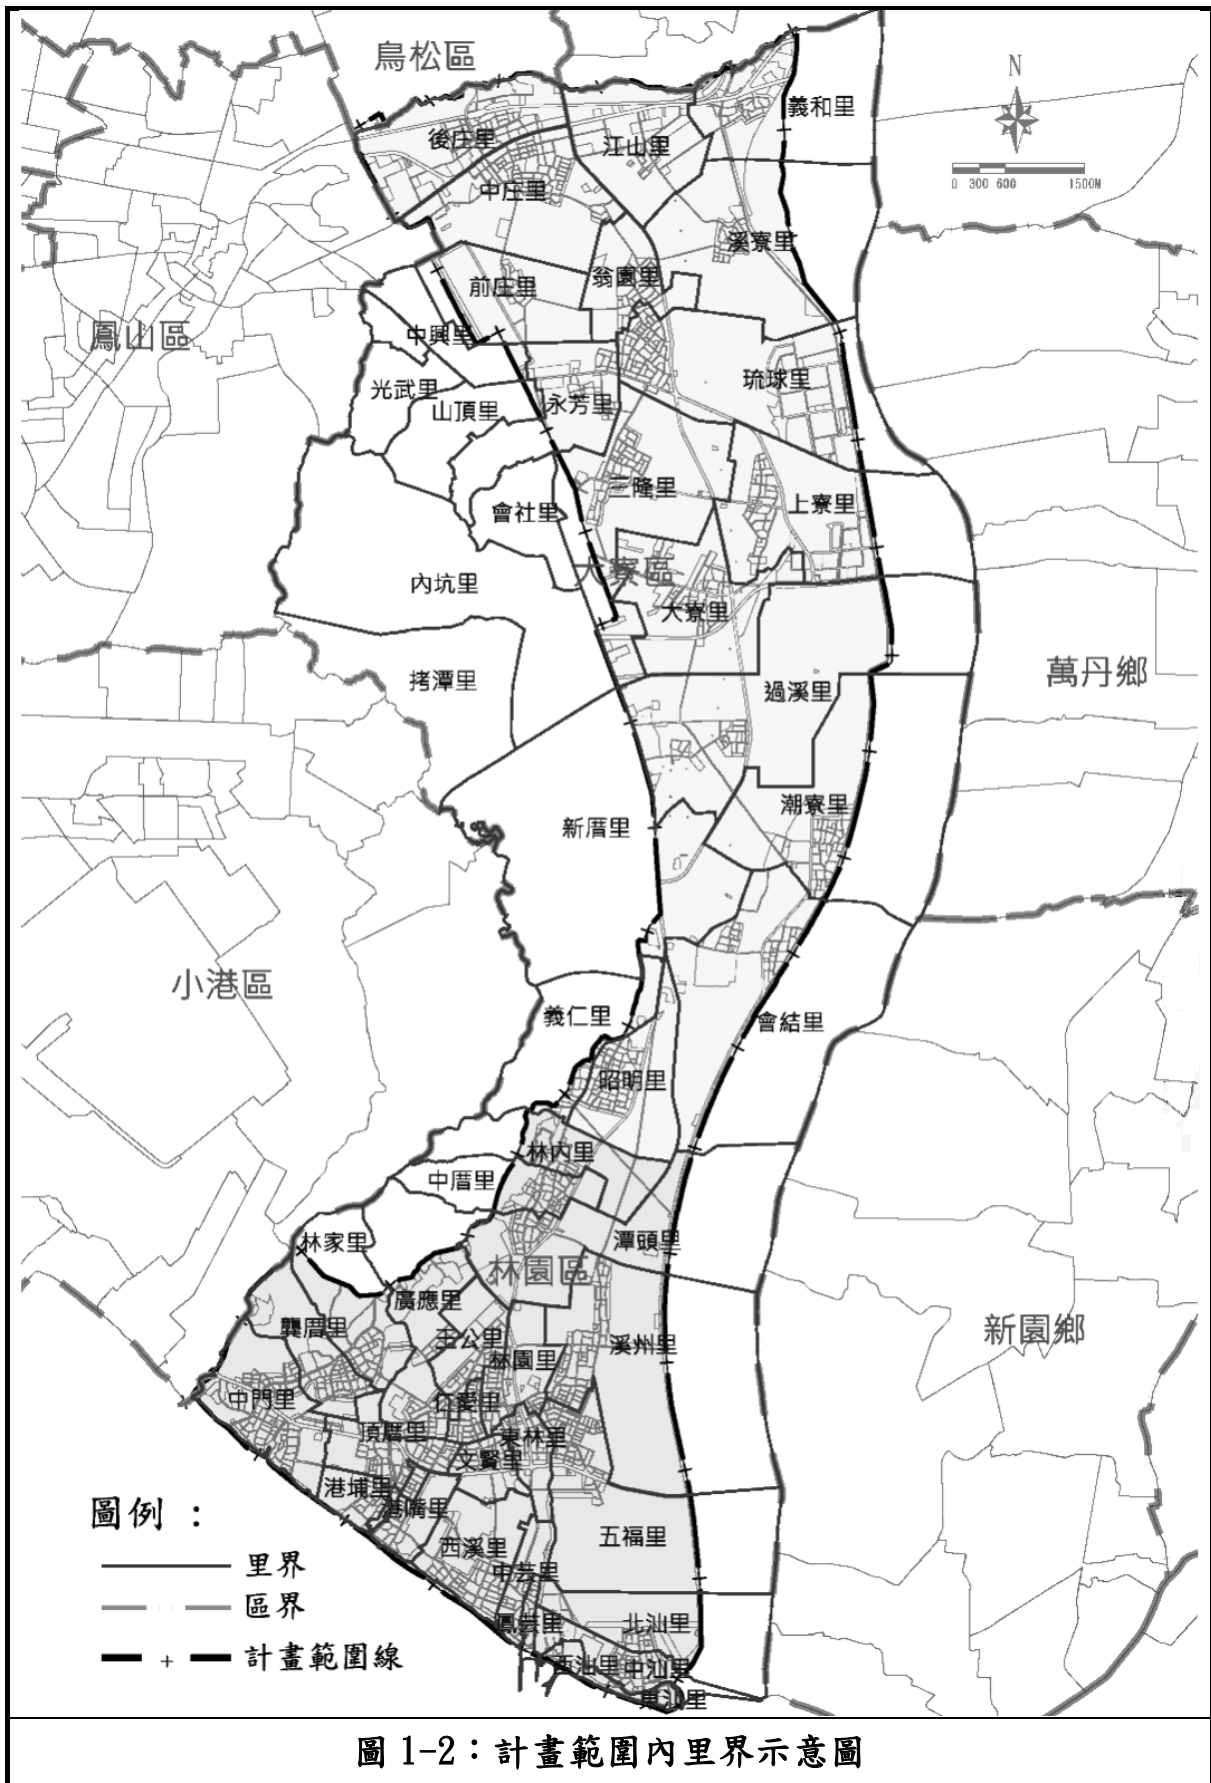 鳥松區
N
義和里
後庄里
江山里
0 300 600 1500M
中庄里
溪寮里
翁園里
前庄里
鳳山區
中興里
光武里
琉球里
山頂里
永芳里
三隆里
上寮里
會社里
大寮區
內坑里
大寮里
拷潭里
過溪里
萬丹鄉
潮寮里
新厝里
小港區
義仁里
會結里
昭明里
林內里
中厝里
林家里
潭頭里
林園區
廣應里
龔厝里
王公里
溪州里
林園里
新園鄉
中門里
仁愛里
頂厝里
東林里
文賢里
港埔里
港嘴里
西溪里
五福里
中芸里
鳳芸里
北汕里
西汕里
中汕里
東汕里
圖例 :
里界
區界
計畫範圍線
圖 1-2：計畫範圍內里界示意圖